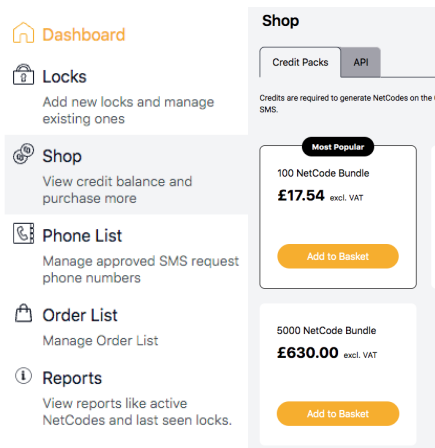 Dashboard
Locks
Add new locks and manage
existing ones
Shop
View credit balance and
purchase more
Phone List
Manage approved SMS request
phone numbers
Order List
Manage Order List
Reports
View reports like active
NetCodes and last seen locks.
Shop
Credit Packs
API
Credits are required to generate NetCodes on the
SMS.
Most Popular
100 NetCode Bundle
£17.54 excl. VAT
Add to Basket
5000 NetCode Bundle
£630.00 excl. VAT
Add to Basket